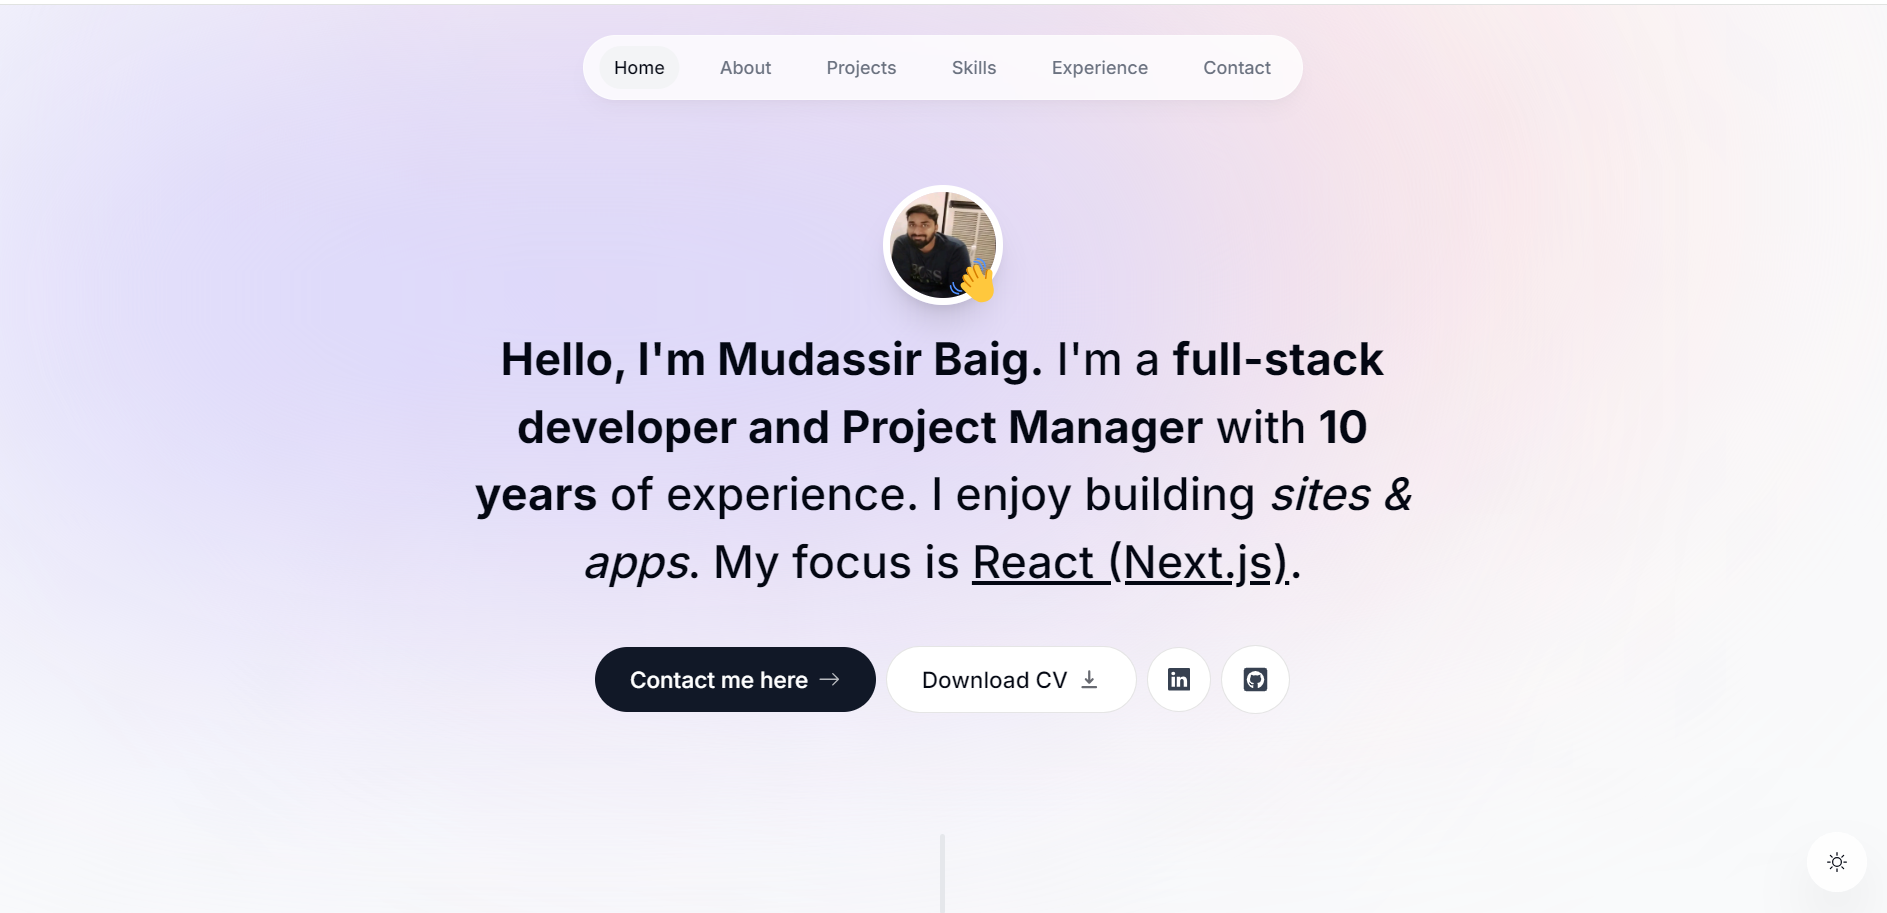 Home About Projects Skills Experience Contact
Hello, I'm Mudassir Baig. I'm a full-stack
developer and Project Manager with 10
years of experience. I enjoy building sites &
apps. My focus is React (Next.js).
Contact me here Download CV in